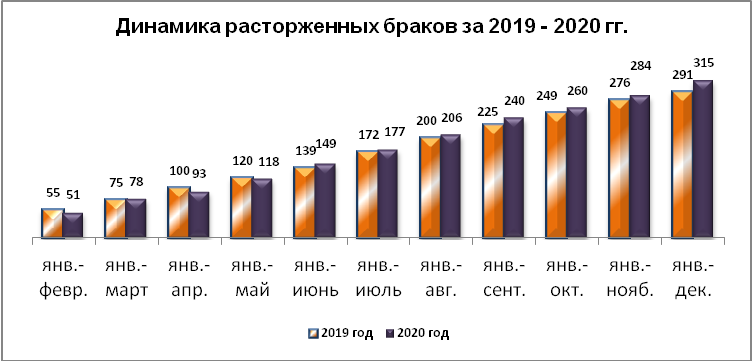 Динамика расторженных браков за 2019 - 2020 гг.
55 51 75 78 100 93 120 118 139 149 172 177 200 206 225 240 249 260 276 284 291 315
янв.- янв.- янв.- янв.- янв.- янв.- янв.- янв.- янв.- янв.- янв.-
февр. март апр. май июнь июль авг. сент. окт. нояб. дек.
2019 год 2020 год